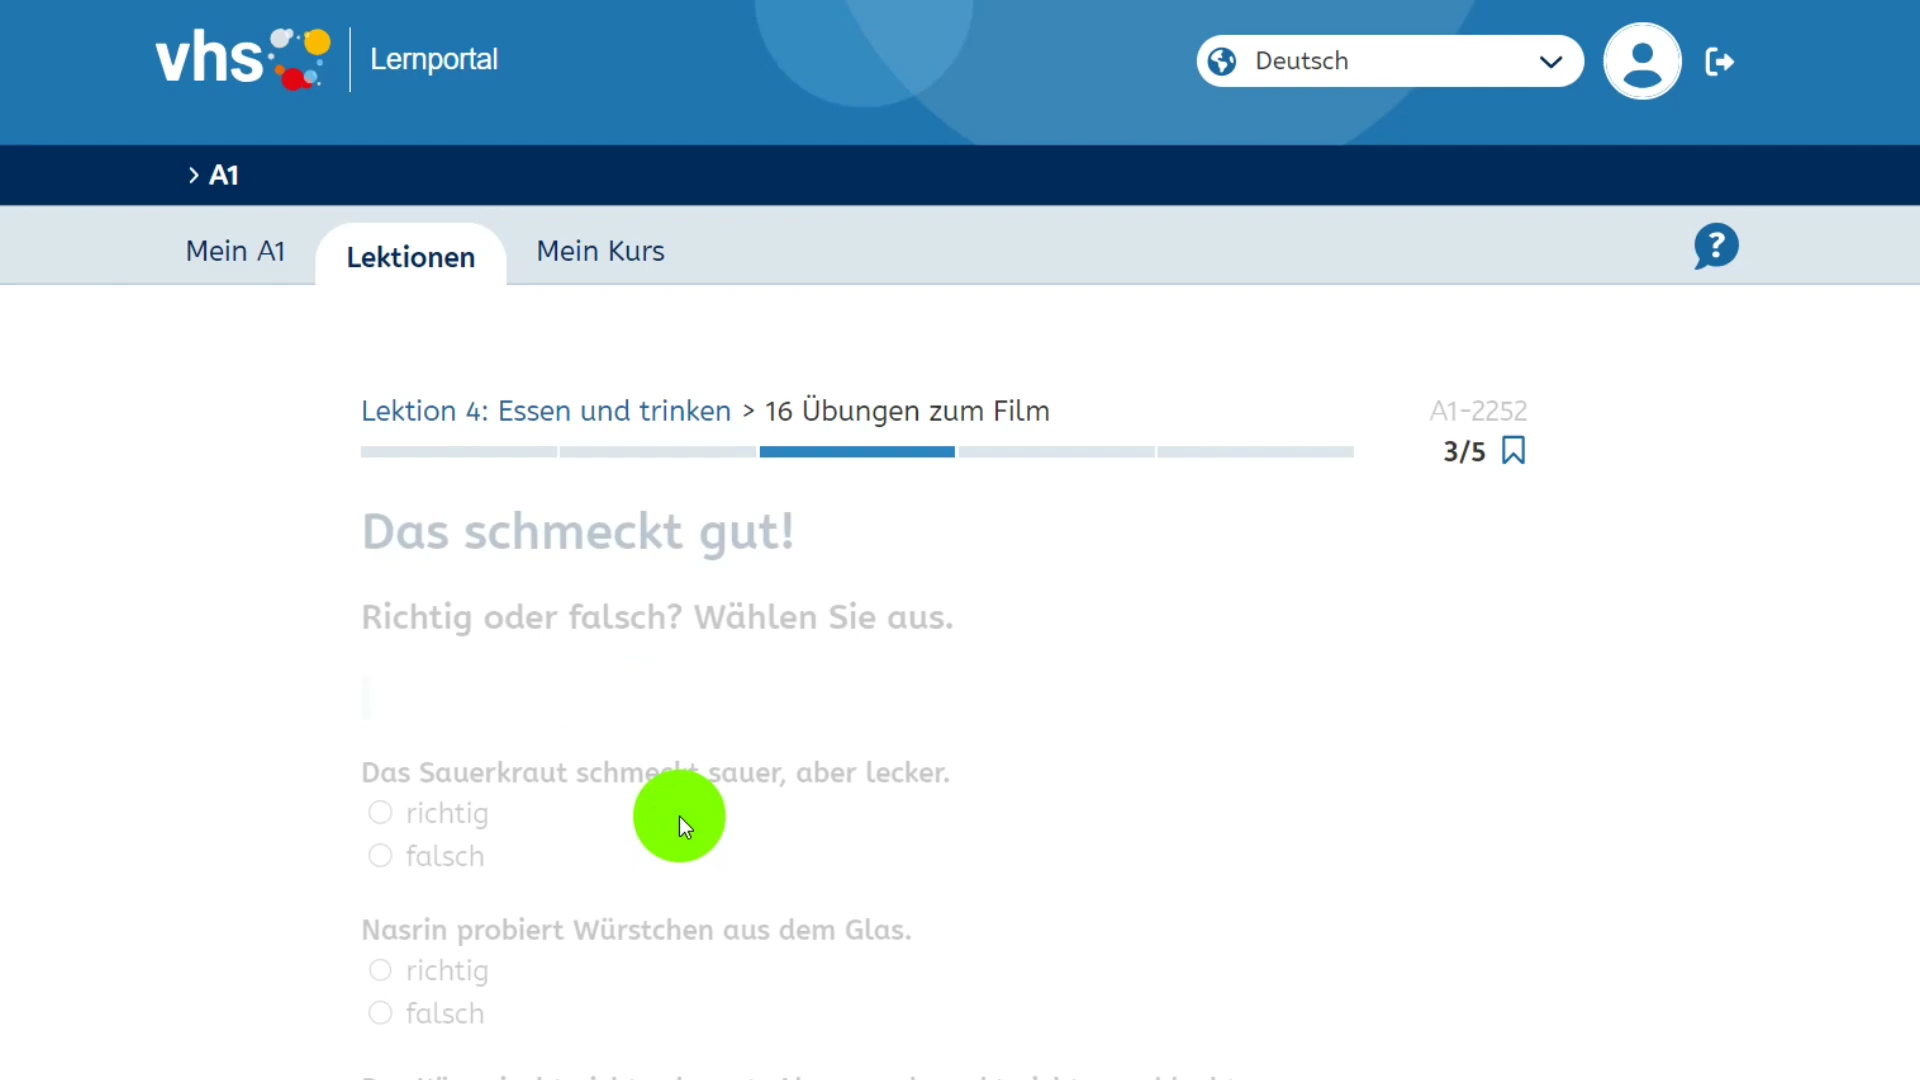 vhs Lernportal
Deutsch
> A1
Mein A1
Lektionen
Mein Kurs
?
Lektion 4: Essen und trinken > 16 Übungen zum Film
A1-2252
3/5
Das schmeckt gut!
Richtig oder falsch? Wählen Sie aus.
Das Sauerkraut schmeckt sauer, aber lecker.
richtig
falsch
Nasrin probiert Würstchen aus dem Glas.
richtig
falsch